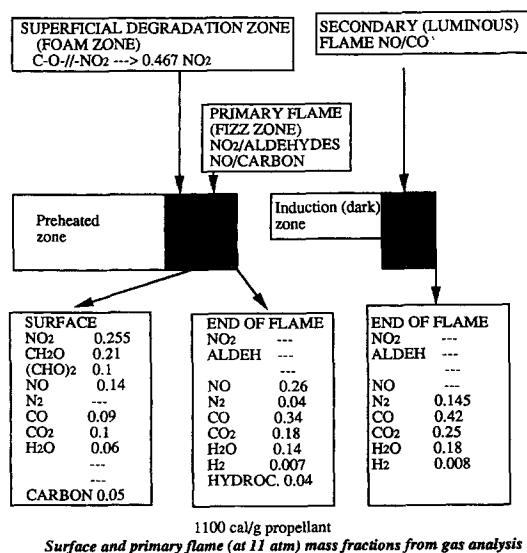 SUPERFICIAL DEGRADATION ZONE
(FOAM ZONE)
C-O-//-NO2 ---> 0.467 NO2
SECONDARY (LUMINOUS)
FLAME NO/CO
PRIMARY FLAME
(FIZZ ZONE)
NO2/ALDEHYDES
NO/CARBON
Preheated
zone
Induction (dark)
zone
SURFACE
NO2 0.255
CH2O 0.21
(CHO)2 0.1
NO 0.14
N2 ---
CO 0.09
CO2 0.1
H2O 0.06
---
---
CARBON 0.05
END OF FLAME
NO2 ---
ALDEH ---
---
NO 0.26
N2 0.04
CO 0.34
CO2 0.18
H2O 0.14
H2 0.007
HYDROC. 0.04
END OF FLAME
NO2 ---
ALDEH ---
---
NO ---
N2 0.145
CO 0.42
CO2 0.25
H2O 0.18
H2 0.008
1100 cal/g propellant
Surface and primary flame (at 11 atm) mass fractions from gas analysis